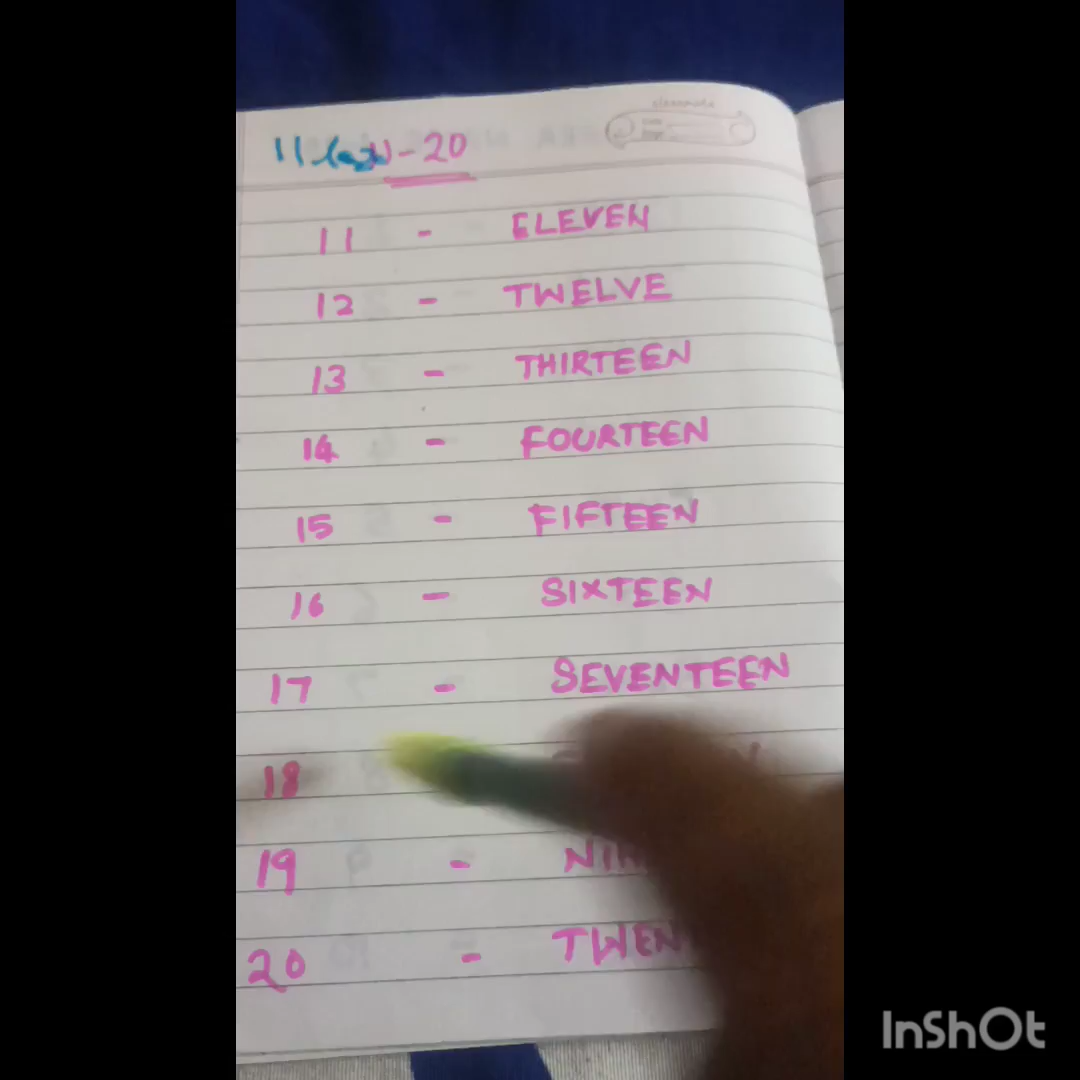 classmate
11-20
11 - ELEVEN
12 - TWELVE
13 - THIRTEEN
14 - FOURTEEN
15 - FIFTEEN
16 - SIXTEEN
17 - SEVENTEEN
18
19 -
20 -
InShOt